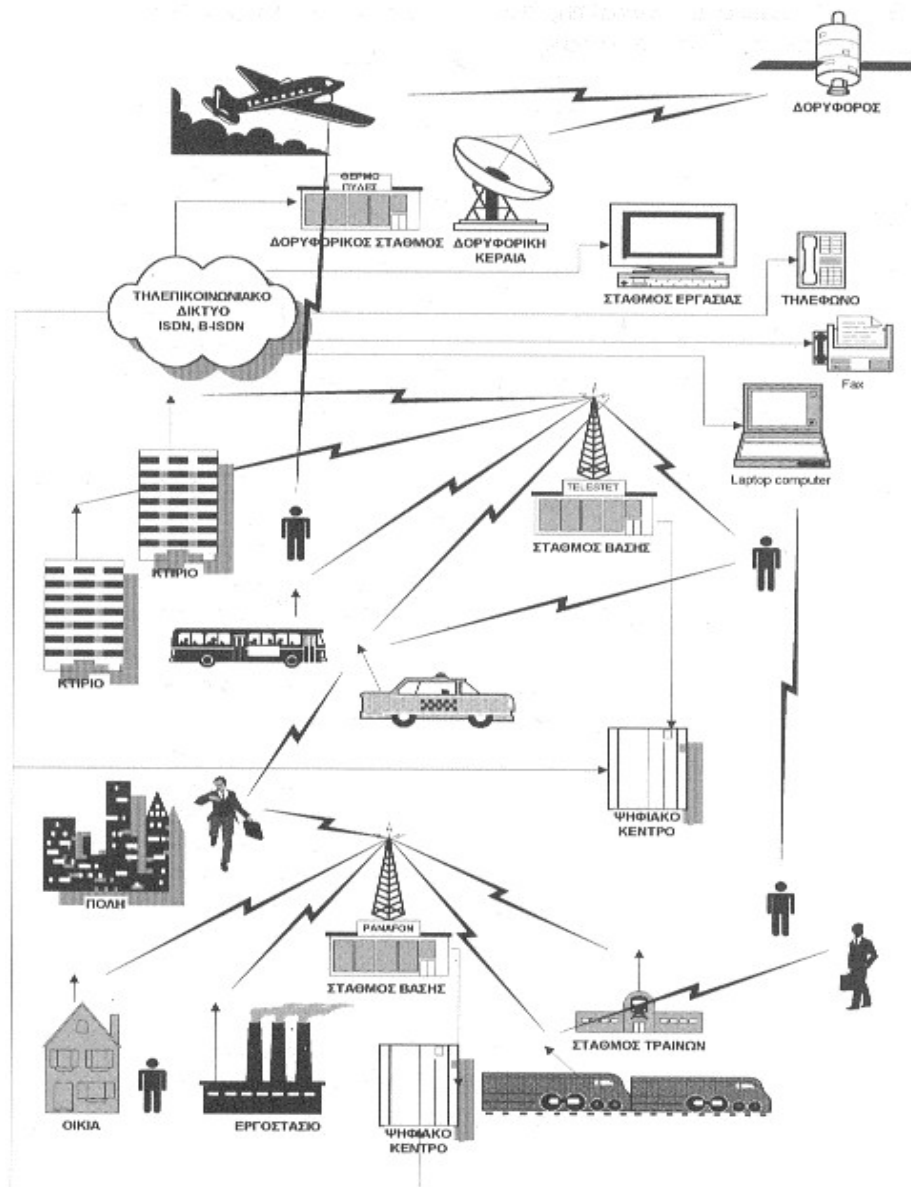 ΔΟΡΥΦΟΡΟΣ
ΘΕΡΜΟ
ΠΥΛΕΣ
ΔΟΡΥΦΟΡΙΚΟΣ ΣΤΑΘΜΟΣ
ΔΟΡΥΦΟΡΙΚΗ
ΚΕΡΑΙΑ
ΣΤΑΘΜΟΣ ΕΡΓΑΣΙΑΣ
ΤΗΛΕΦΩΝΟ
ΤΗΛΕΠΙΚΟΙΝΩΝΙΑΚΟ
ΔΙΚΤΥΟ
ISDN, B-ISDN
Fax
Laptop computer
TELESTET
ΣΤΑΘΜΟΣ ΒΑΣΗΣ
ΚΤΙΡΙΟ
ΚΤΙΡΙΟ
ΨΗΦΙΑΚΟ
ΚΕΝΤΡΟ
ΠΟΛΗ
PANAFON
ΣΤΑΘΜΟΣ ΒΑΣΗΣ
ΣΤΑΘΜΟΣ ΤΡΑΙΝΩΝ
ΟΙΚΙΑ
ΕΡΓΟΣΤΑΣΙΟ
ΨΗΦΙΑΚΟ
ΚΕΝΤΡΟ